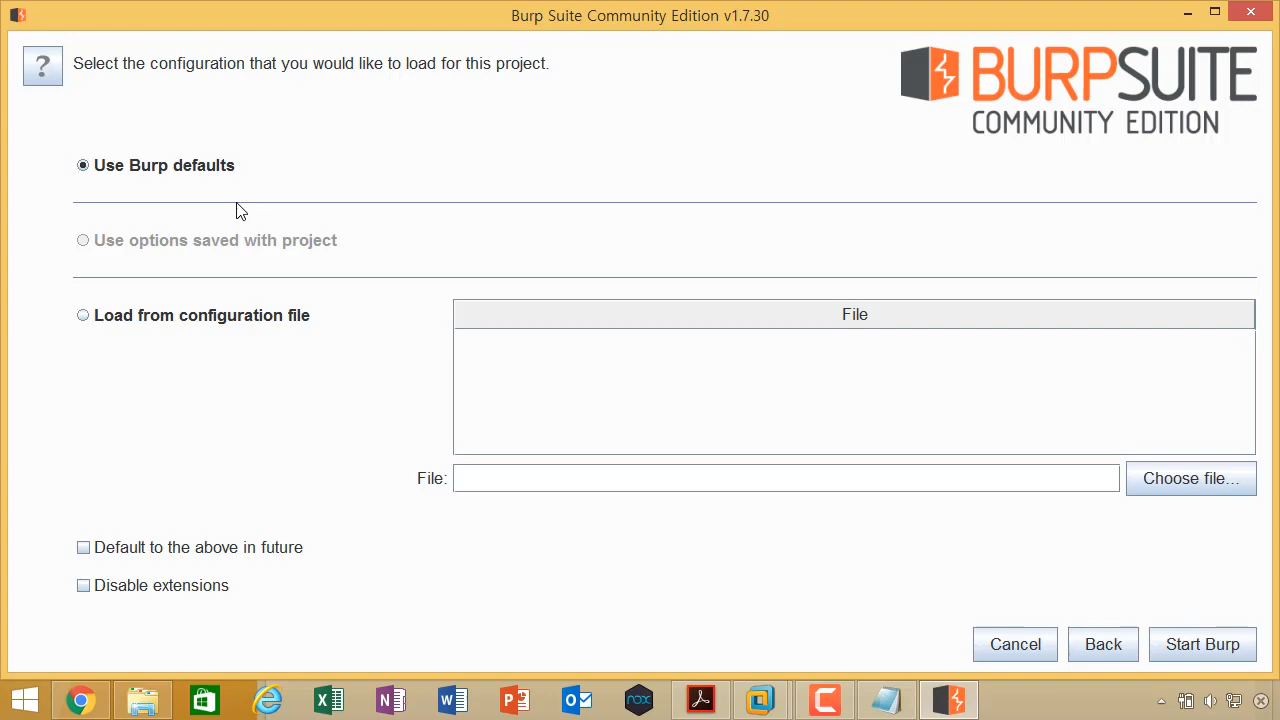 Burp Suite Community Edition v1.7.30
?
Select the configuration that you would like to load for this project.
BURPSUITE
COMMUNITY EDITION
Use Burp defaults
Use options saved with project
Load from configuration file
File
File:
Choose file...
Default to the above in future
Disable extensions
Cancel
Back
Start Burp
nox